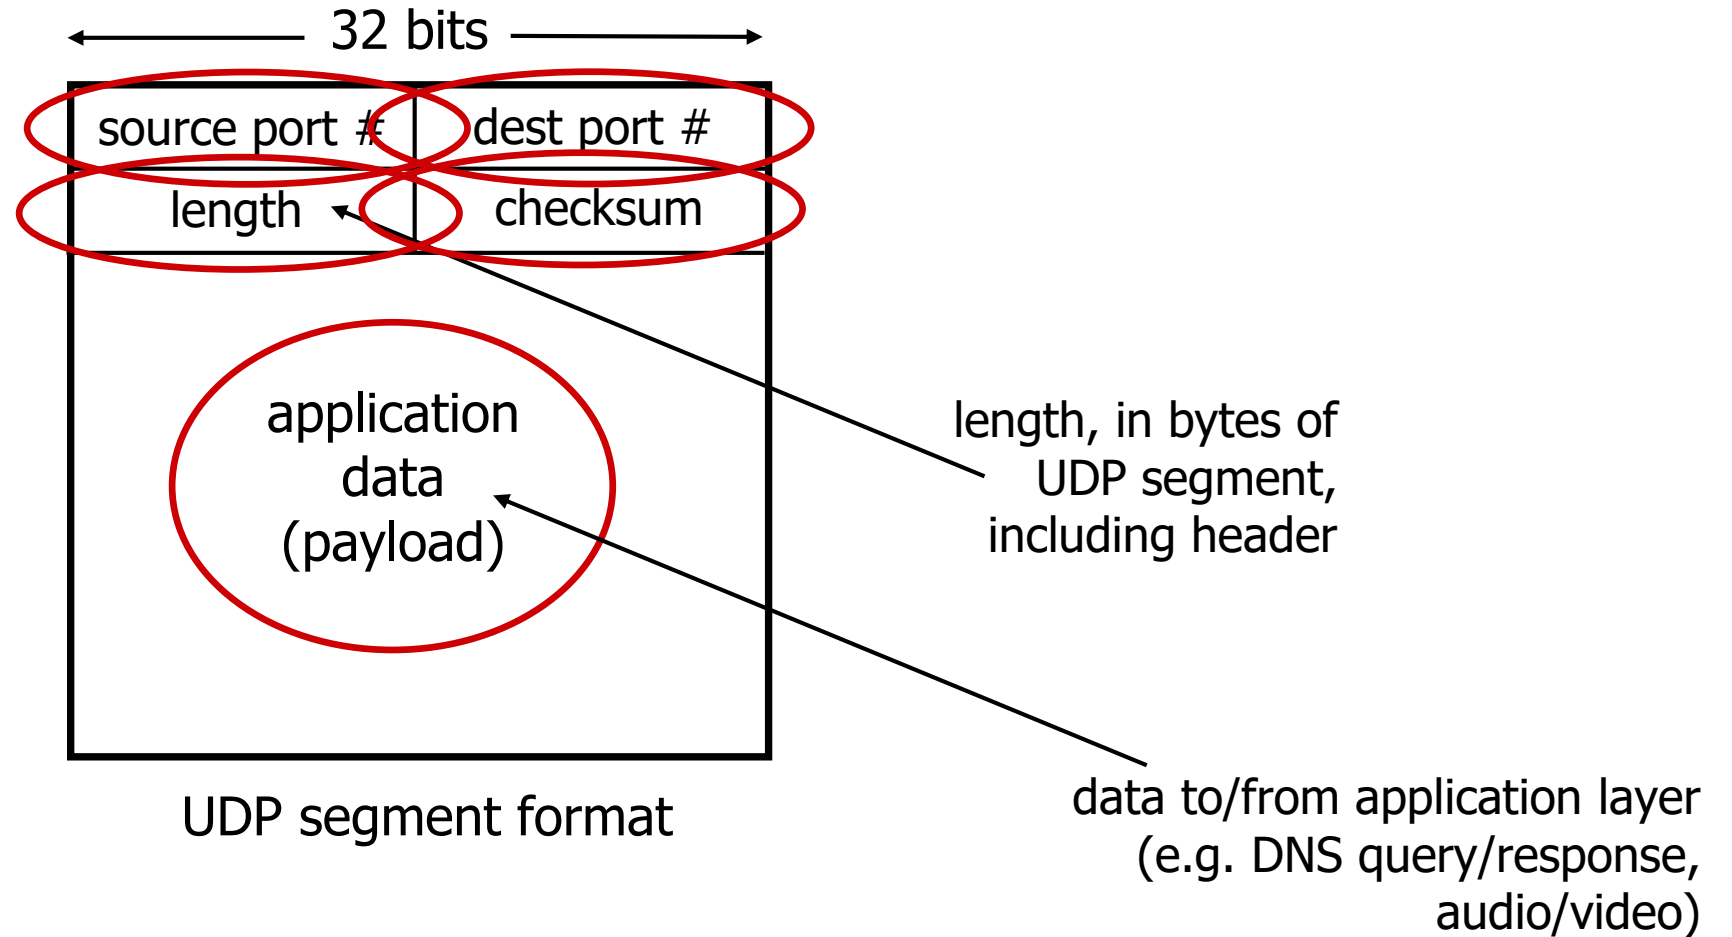 32 bits
source port #
dest port #
length
checksum
application
data
(payload)
length, in bytes of
UDP segment,
including header
UDP segment format
data to/from application layer
(e.g. DNS query/response,
audio/video)